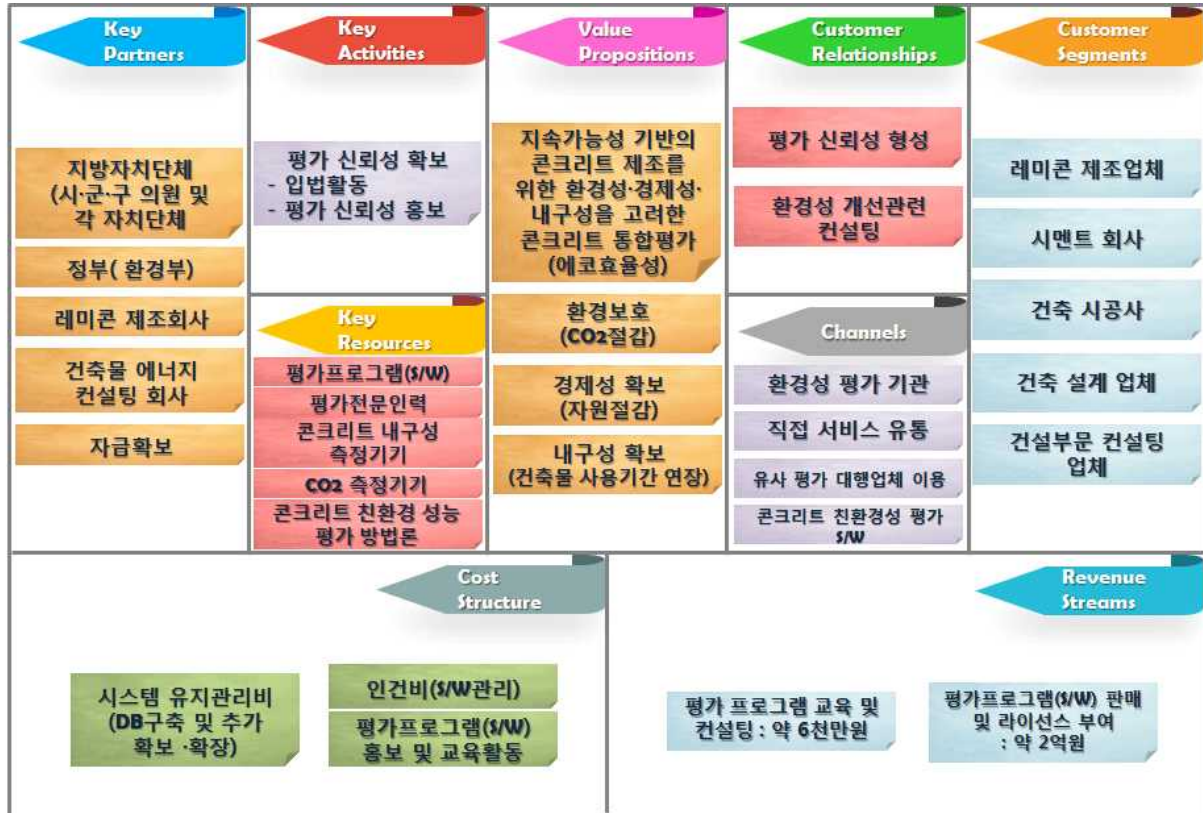 Key
Partners
지방자치단체
(시·군·구 의원 및
각 자치단체
정부( 환경부)
레미콘 제조회사
건축물 에너지
컨설팅 회사
자급확보
Key
Activities
평가 신뢰성 확보
- 입법활동
- 평가 신뢰성 홍보
Key
Resources
평가프로그램(S/W)
평가전문인력
콘크리트 내구성
측정기기
CO2 측정기기
콘크리트 친환경 성능
평가 방법론
Value
Propositions
지속가능성 기반의
콘크리트 제조를
위한 환경성·경제성·
내구성을 고려한
콘크리트 통합평가
(에코효율성)
환경보호
(CO2절감)
경제성 확보
(자원절감)
내구성 확보
(건축물 사용기간 연장)
Customer
Relationships
평가 신뢰성 형성
환경성 개선관련
컨설팅
Channels
환경성 평가 기관
직접 서비스 유통
유사 평가 대행업체 이용
콘크리트 친환경성 평가
S/W
Customer
Segments
레미콘 제조업체
시멘트 회사
건축 시공사
건축 설계 업체
건설부문 컨설팅
업체
Cost
Structure
시스템 유지관리비
(DB구축 및 추가
확보 ·확장)
인건비(S/W관리)
평가프로그램(S/W)
홍보 및 교육활동
Revenue
Streams
평가 프로그램 교육 및
컨설팅 : 약 6천만원
평가프로그램(S/W) 판매
및 라이선스 부여
: 약 2억원